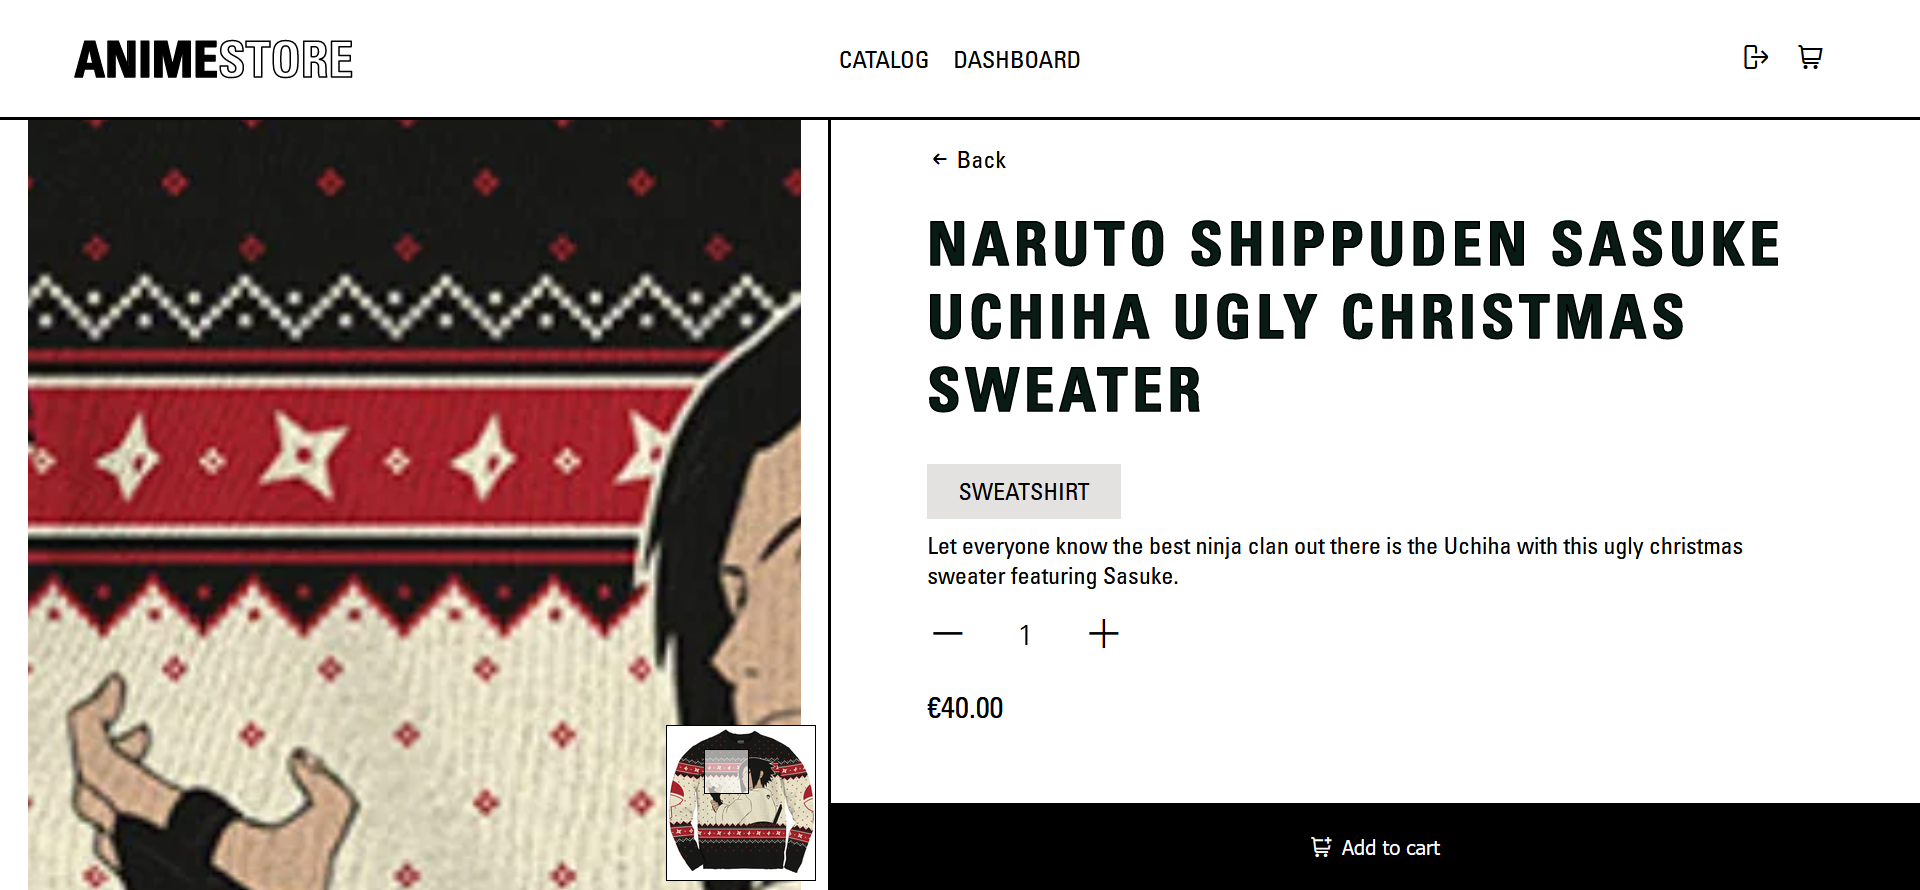 ANIMESTORE
CATALOG DASHBOARD
Back
NARUTO SHIPPUDEN SASUKE
UCHIHA UGLY CHRISTMAS
SWEATER
SWEATSHIRT
Let everyone know the best ninja clan out there is the Uchiha with this ugly christmas
sweater featuring Sasuke.
1
€40.00
Add to cart